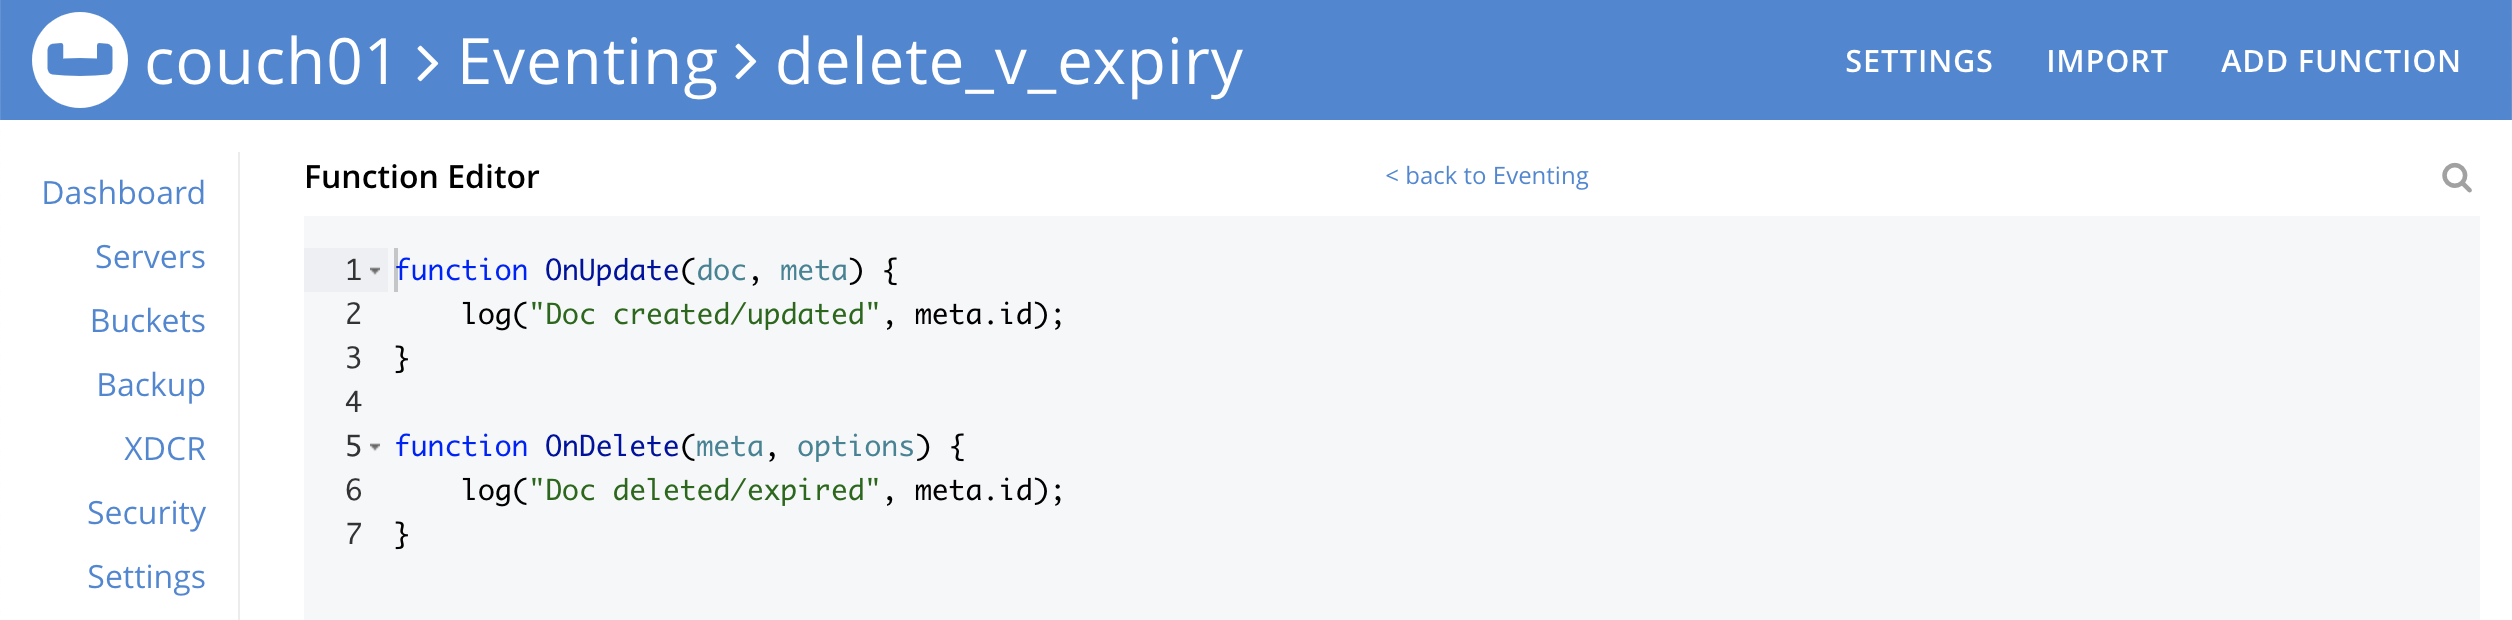 couch01 > Eventing > delete_v_expiry
SETTINGS IMPORT ADD FUNCTION
Dashboard
Servers
Buckets
Backup
XDCR
Security
Settings
Function Editor
< back to Eventing
1 function OnUpdate(doc, meta) {
2     log("Doc created/updated", meta.id);
3 }
4
5 function OnDelete(meta, options) {
6     log("Doc deleted/expired", meta.id);
7 }